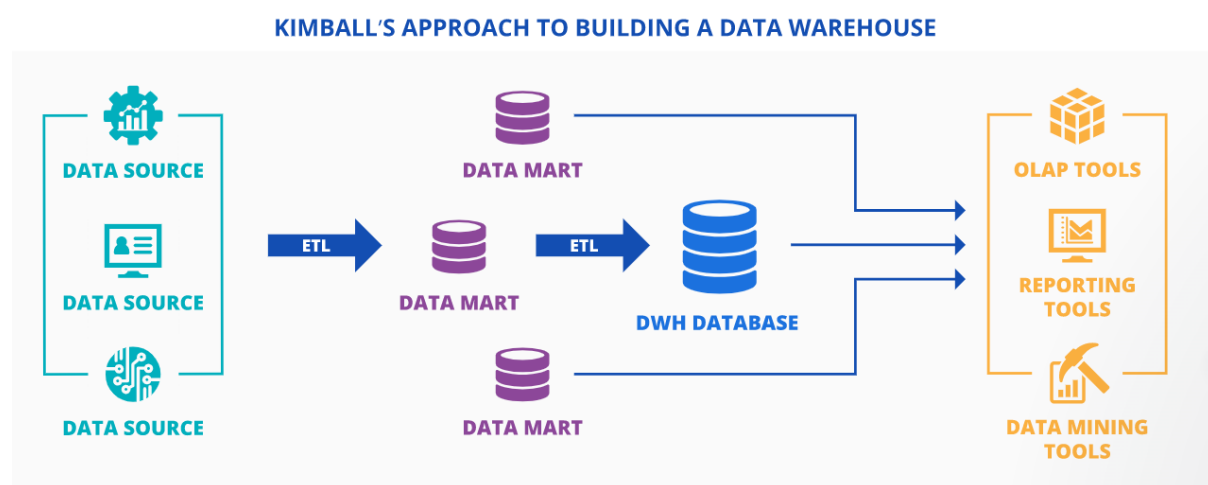 KIMBALL'S APPROACH TO BUILDING A DATA WAREHOUSE
DATA SOURCE
DATA SOURCE
DATA SOURCE
ETL
DATA MART
DATA MART
DATA MART
ETL
DWH DATABASE
OLAP TOOLS
REPORTING
TOOLS
DATA MINING
TOOLS